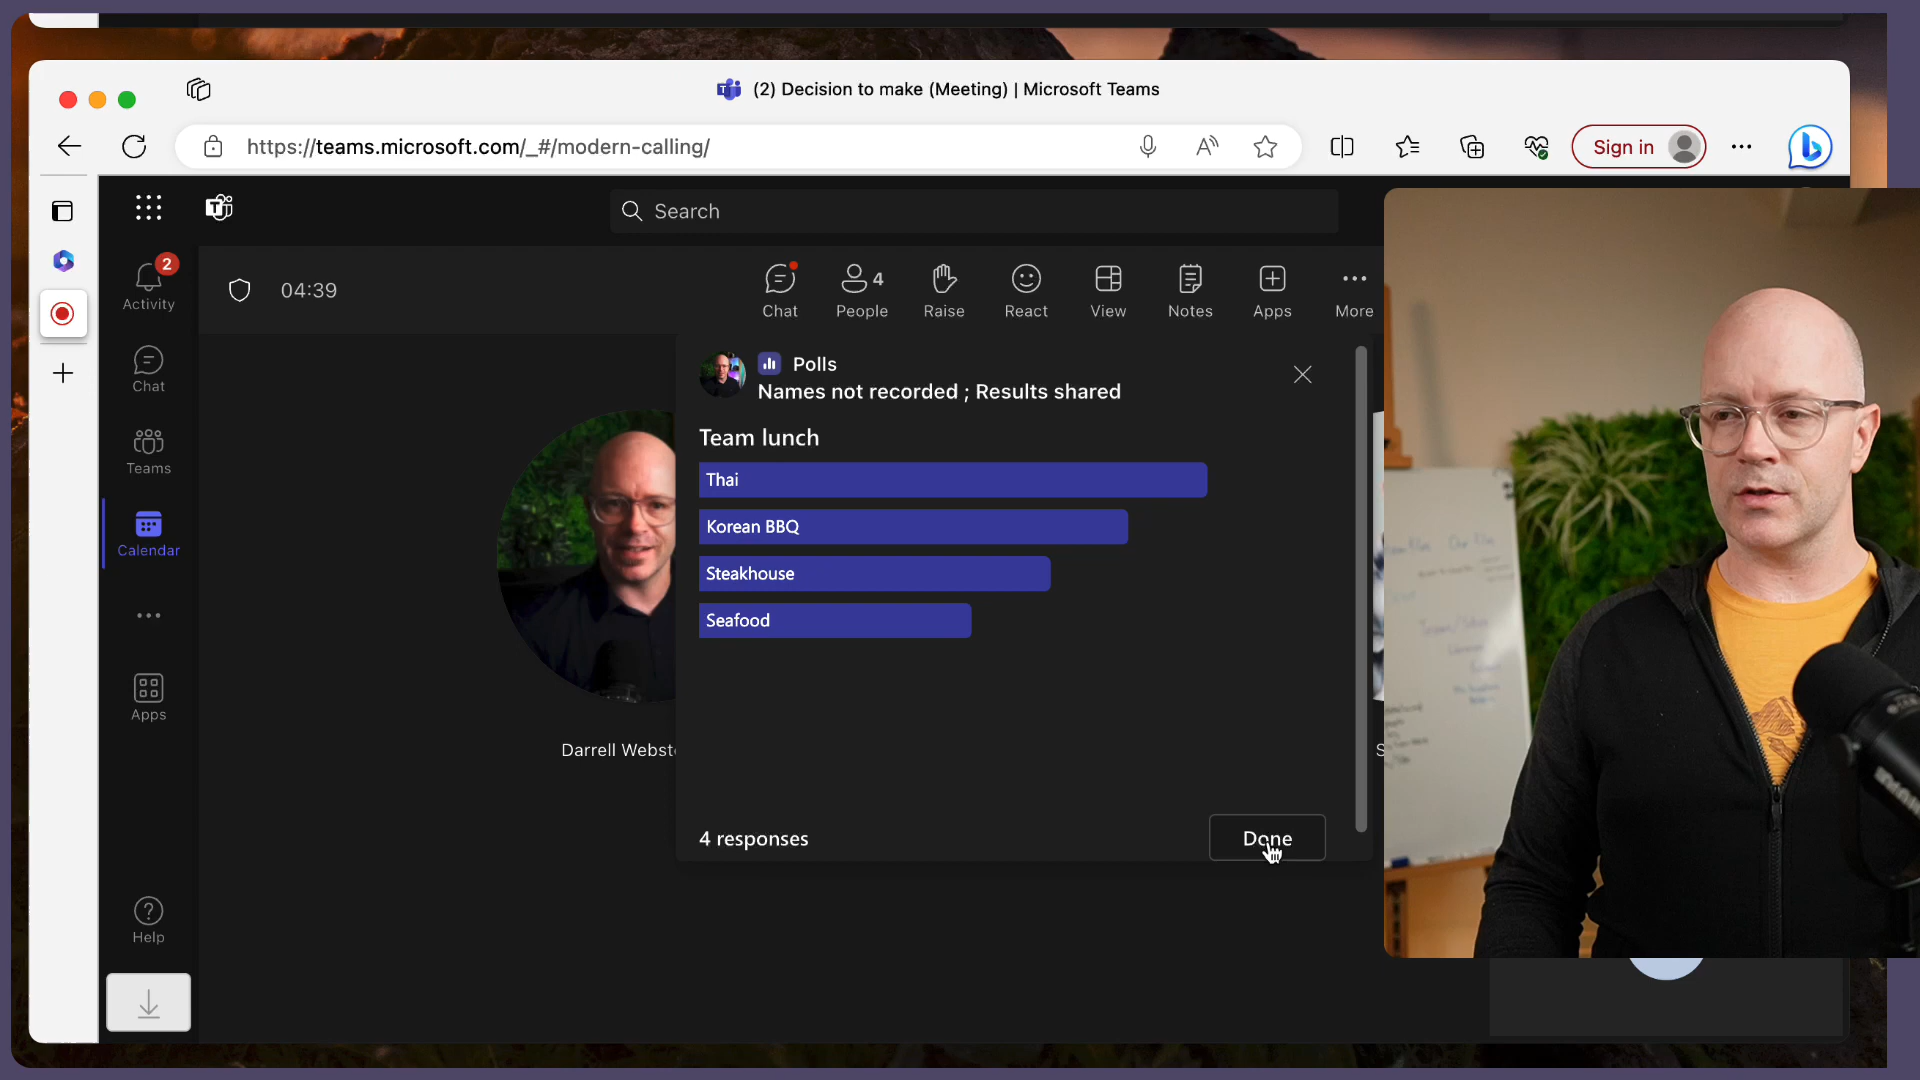 (2) Decision to make (Meeting) | Microsoft Teams
https://teams.microsoft.com/_#/modern-calling/
Sign in
Search
2
Activity
04:39
Chat
4
People
Raise
React
View
Notes
Apps
More
Chat
Teams
Calendar
Apps
Help
Polls
Names not recorded ; Results shared
Team lunch
Thai
Korean BBQ
Steakhouse
Seafood
4 responses
Done
Darrell Webst
S